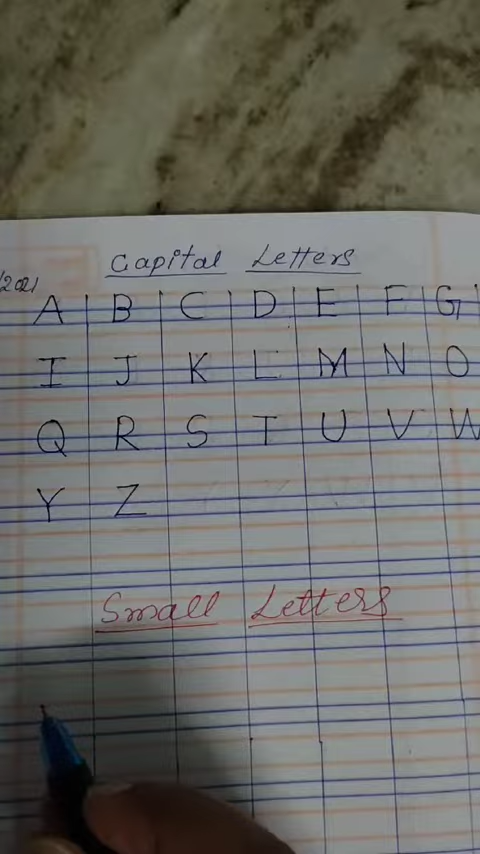 Capital Letters
/2021
A B C D E F G
I J K L M N O
Q R S T U V W
Y Z
Small Letters